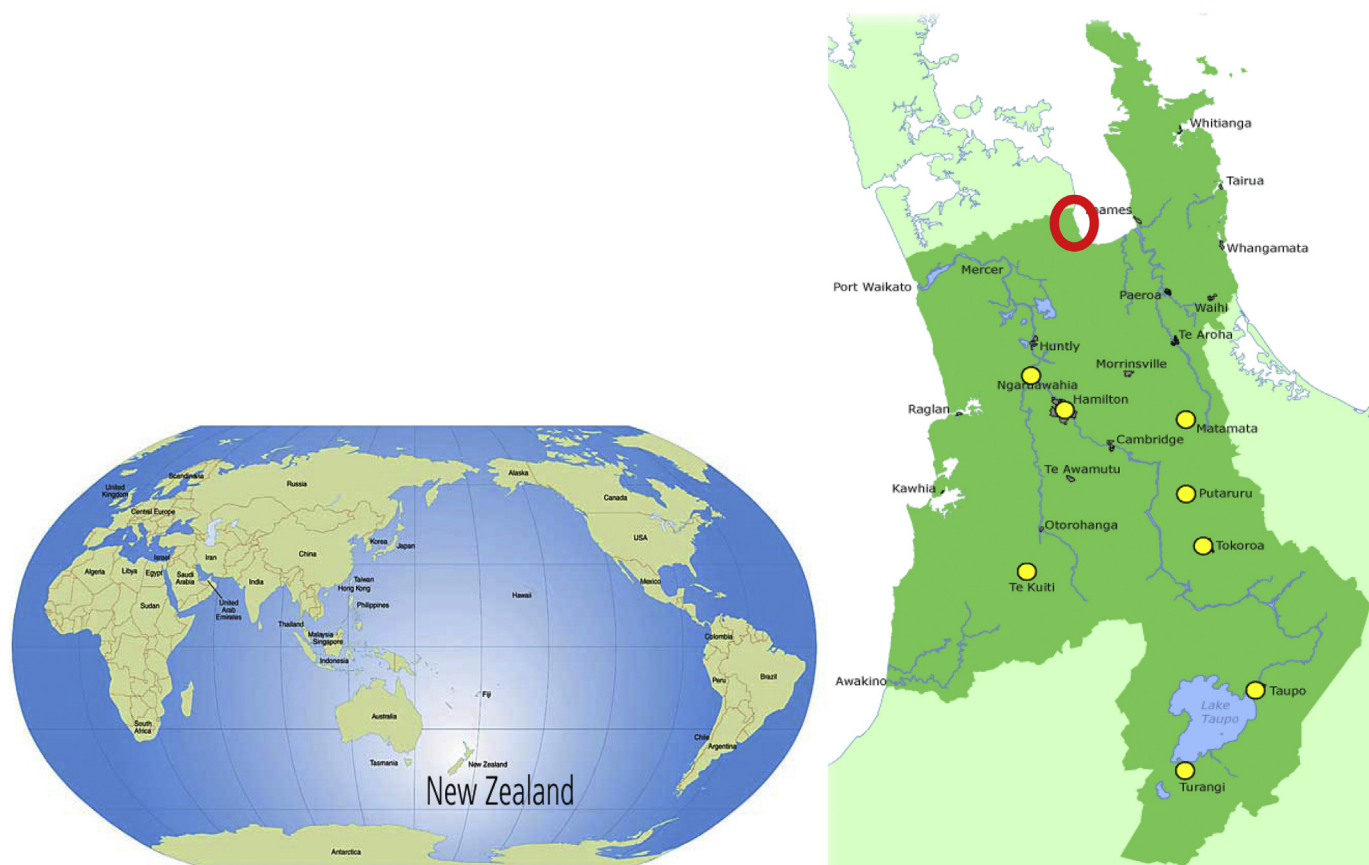 Alaska
Scandinavia
Russia
Canada
United
Kingdom
Central Europe
USA
Korea
Japan
Israel
Iran
China
Algeria
Libya
Egypt
Saudi
Arabia
India
Taiwan
Hong Kong
Mexico
Hawaii
Sudan
United
Arab
Emirates
Philippines
Thailand
Malaysia
Singapore
Indonesia
Colombia
Peru
Brazil
Fiji
Australia
South
Africa
Chile
Argentina
Tasmania
New Zealand
New Zealand
Antarctica
Whitianga
Tairua
Whangamata
Mercer
Port Waikato
Paeroa
Waihi
Te Aroha
Huntly
Morrinsville
Ngaruawahia
Hamilton
Raglan
Matamata
Cambridge
Te Awamutu
Kawhia
Putaruru
Otorohanga
Tokoroa
Te Kuiti
Awakino
Lake
Taupo
Taupo
Turangi